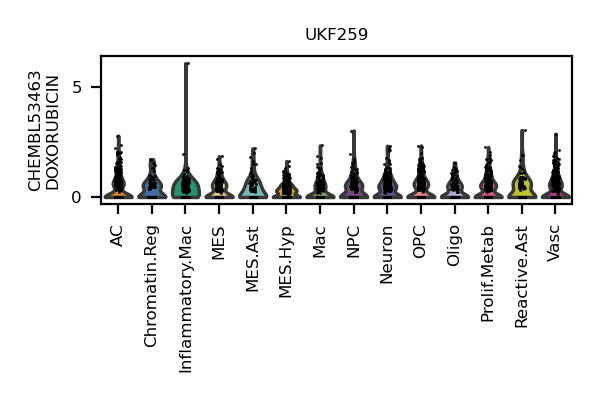 UKF259
CHEMBL53463
DOXORUBICIN
5
0
AC
Chromatin.Reg
Inflammatory.Mac
MES
MES.Ast
MES.Hyp
Mac
NPC
Neuron
OPC
Oligo
Prolif.Metab
Reactive.Ast
Vasc